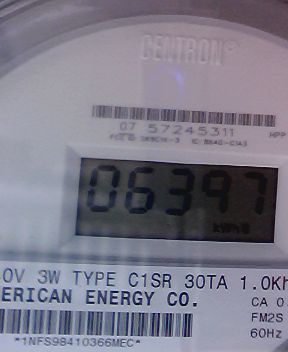 CENTRON®
07 57245311 HPP
06397
kWh
0V 3W TYPE C1SR 30TA 1.0Kh
ERICAN ENERGY CO.
CA 0
FM2S
60Hz
*1NFS98410366MEC*